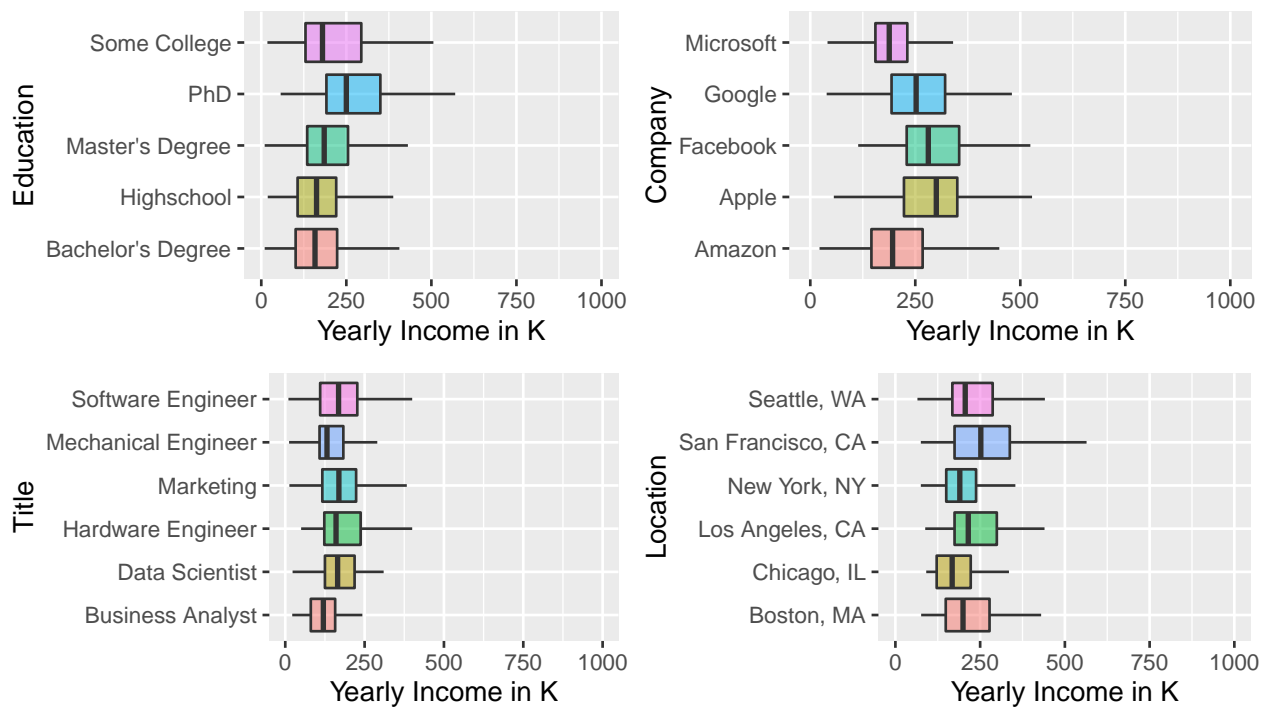 Education
Some College
PhD
Master's Degree
Highschool
Bachelor's Degree
0 250 500 750 1000
Yearly Income in K
Company
Microsoft
Google
Facebook
Apple
Amazon
0 250 500 750 1000
Yearly Income in K
Title
Software Engineer
Mechanical Engineer
Marketing
Hardware Engineer
Data Scientist
Business Analyst
0 250 500 750 1000
Yearly Income in K
Location
Seattle, WA
San Francisco, CA
New York, NY
Los Angeles, CA
Chicago, IL
Boston, MA
0 250 500 750 1000
Yearly Income in K